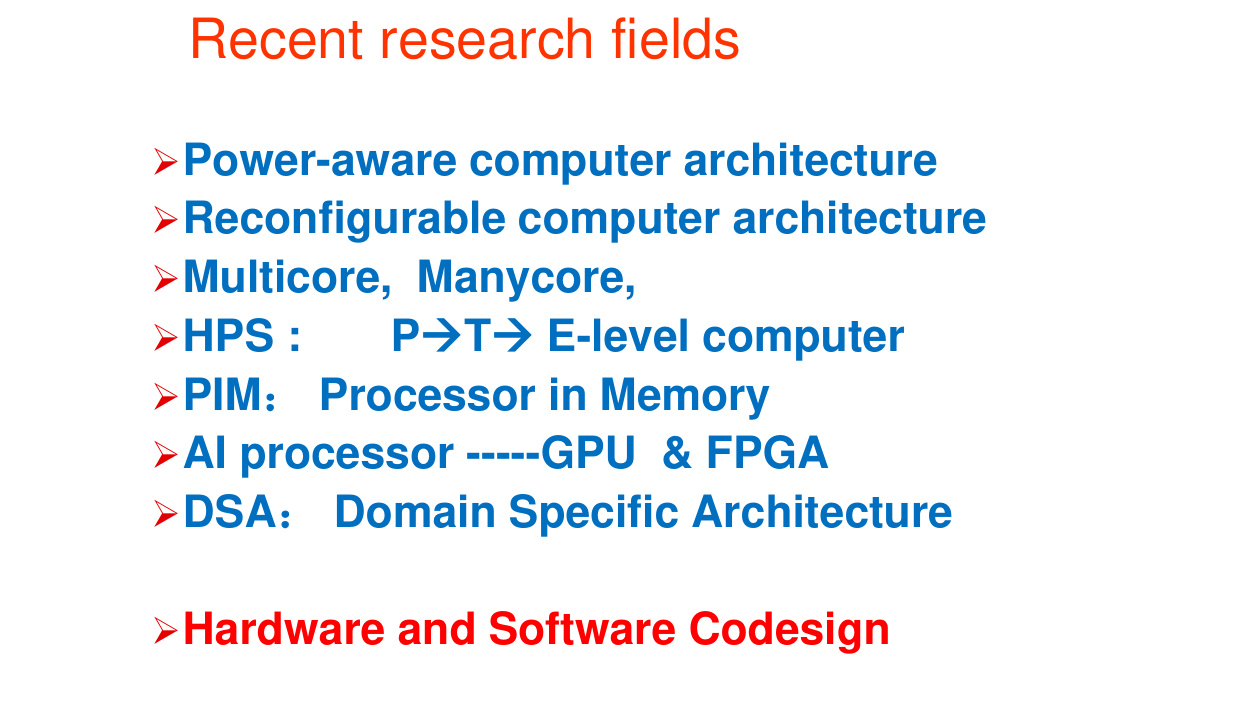 Recent research fields
➢Power-aware computer architecture
➢Reconfigurable computer architecture
➢Multicore, Manycore,
➢HPS : P→T→ E-level computer
➢PIM： Processor in Memory
➢AI processor -----GPU & FPGA
➢DSA： Domain Specific Architecture
➢Hardware and Software Codesign